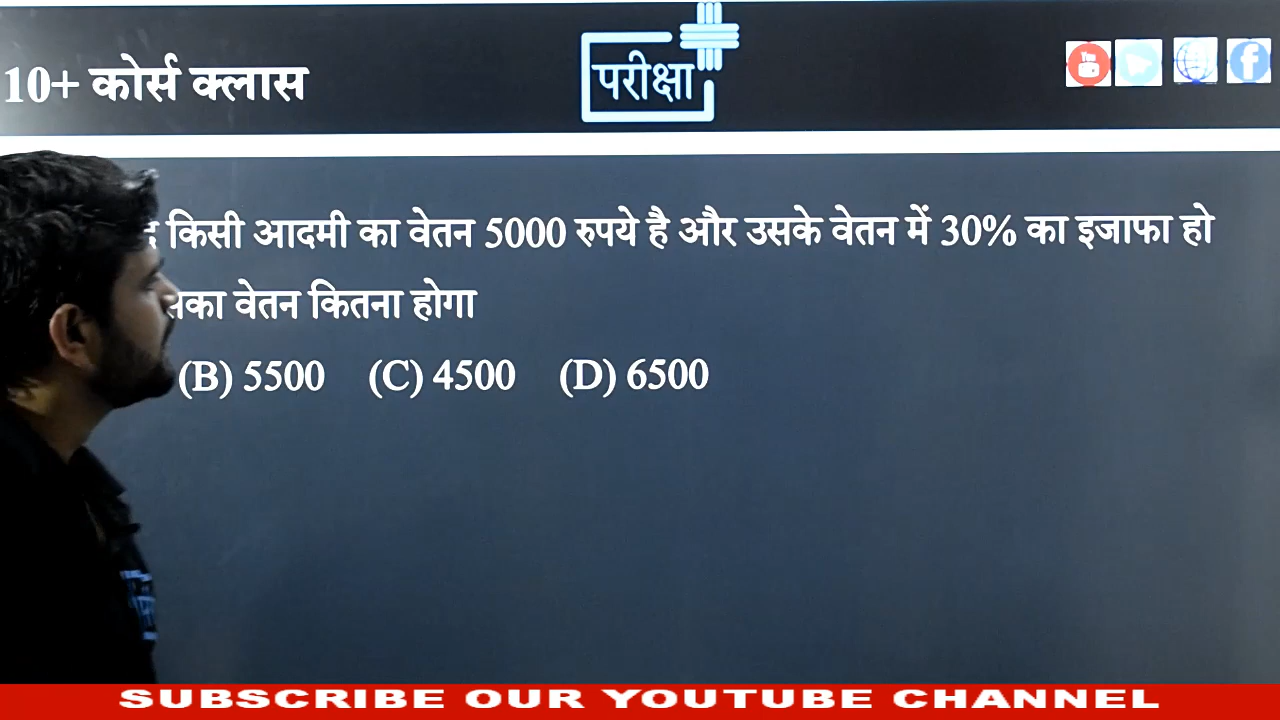 10+ कोर्स क्लास
परीक्षा
You
किसी आदमी का वेतन 5000 रुपये है और उसके वेतन में 30% का इजाफा हो
वेतन कितना होगा
(B) 5500 (C) 4500 (D) 6500
SUBSCRIBE OUR YOUTUBE CHANNEL